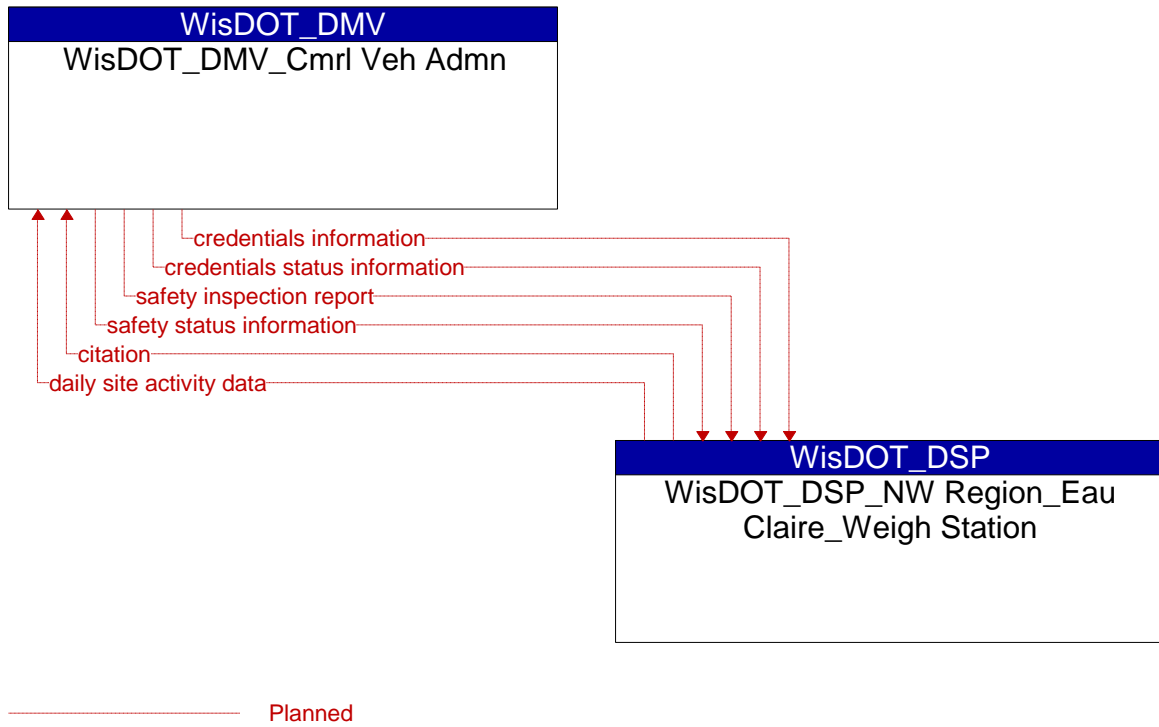 WisDOT_DMV
WisDOT_DMV_Cmrl Veh Admn
credentials information
credentials status information
safety inspection report
safety status information
citation
daily site activity data
WisDOT_DSP
WisDOT_DSP_NW Region_Eau
Claire_Weigh Station
Planned